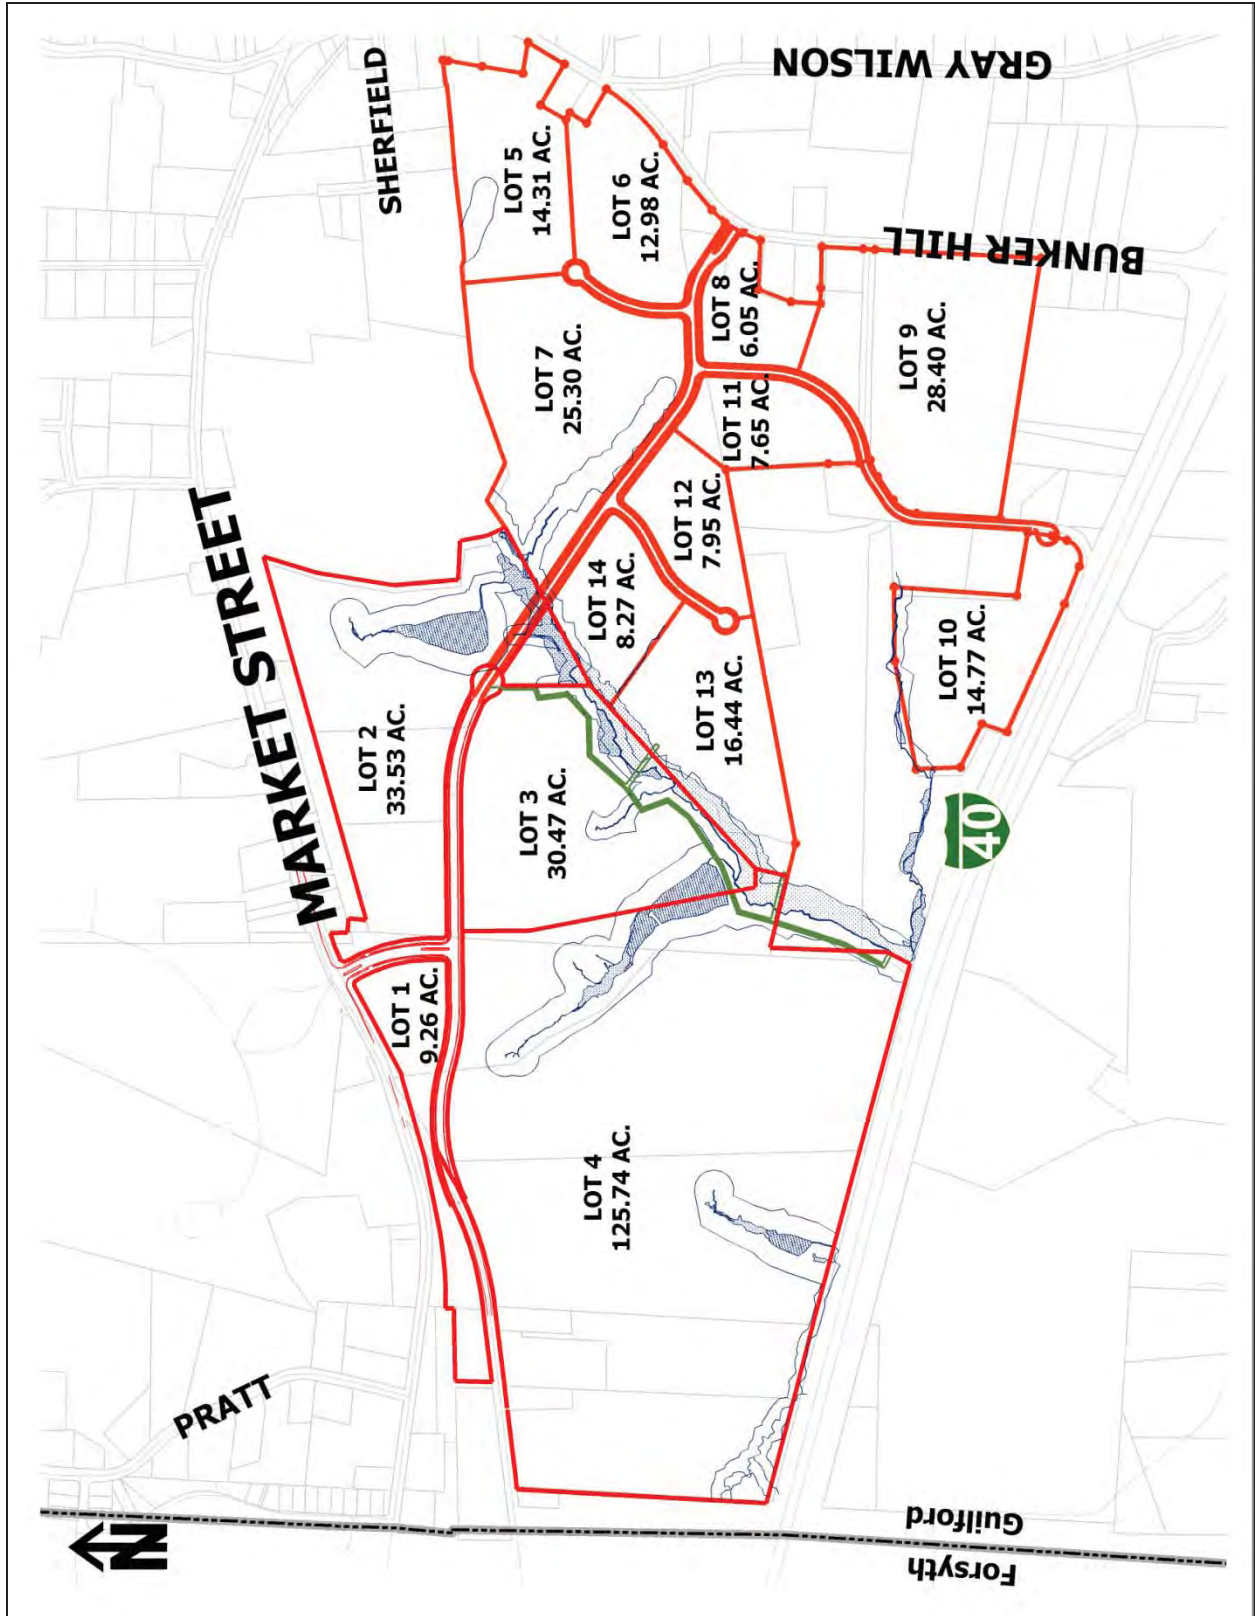 SHERFIELD
GRAY WILSON
LOT 5
14.31 AC.
LOT 6
12.98 AC.
BUNKER HILL
LOT 7
25.30 AC.
LOT 8
6.05 AC.
LOT 9
28.40 AC.
LOT 11
7.65 AC.
MARKET STREET
LOT 12
7.95 AC.
LOT 14
8.27 AC.
LOT 10
14.77 AC.
LOT 13
16.44 AC.
LOT 2
33.53 AC.
LOT 3
30.47 AC.
40
LOT 1
9.26 AC.
LOT 4
125.74 AC.
PRATT
N
Guilford
Forsyth